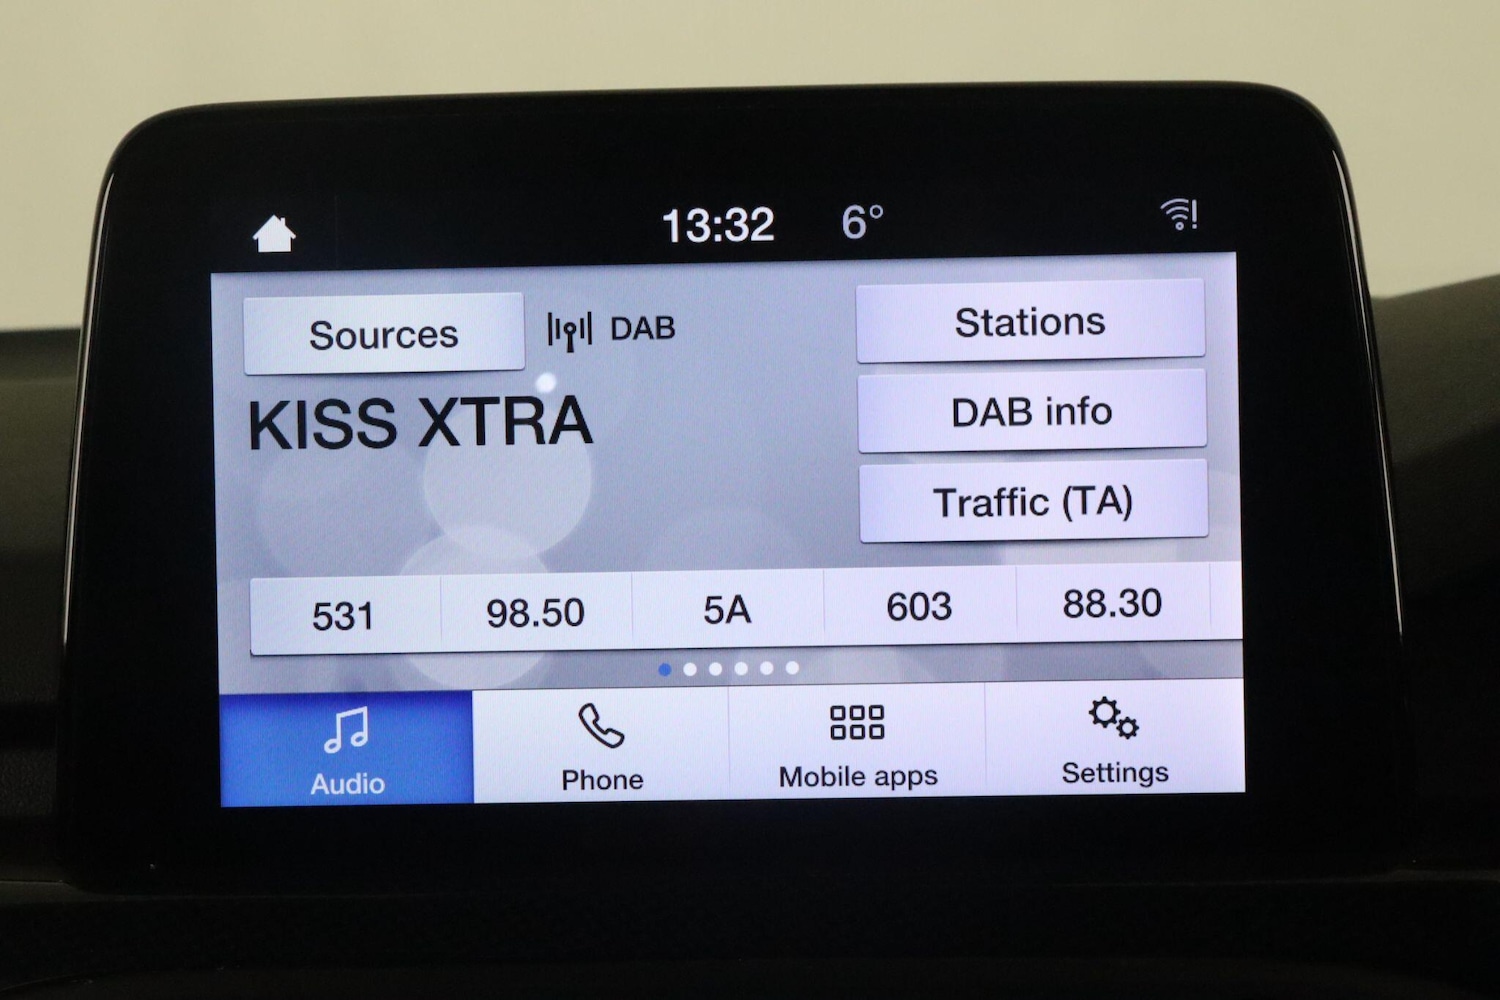 13:32 6°
Sources DAB Stations
KISS XTRA DAB info
Traffic (TA)
531 98.50 5A 603 88.30
Audio Phone Mobile apps Settings